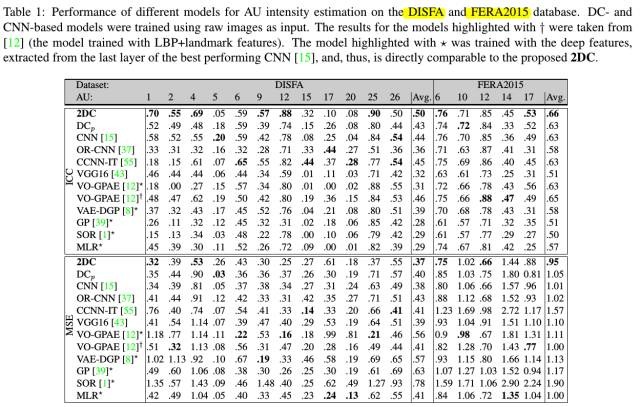 Table 1: Performance of different models for AU intensity estimation on the DISFA and FERA2015 database. DC- and
CNN-based models were trained using raw images as input. The results for the models highlighted with † were taken from
[12] (the model trained with LBP+landmark features). The model highlighted with ⋆ was trained with the deep features,
extracted from the last layer of the best performing CNN [15], and, thus, is directly comparable to the proposed 2DC.
Dataset: DISFA FERA2015
AU: 1 2 4 5 6 9 12 15 17 20 25 26 Avg. 6 10 12 14 17 Avg.
ICC
2DC .70 .55 .69 .05 .59 .57 .88 .32 .10 .08 .90 .50 .50 .76 .71 .85 .45 .53 .66
DCp .52 .49 .48 .18 .59 .39 .74 .15 .26 .08 .80 .44 .43 .74 .72 .84 .33 .52 .63
CNN [15] .58 .52 .55 .20 .59 .42 .78 .08 .25 .04 .84 .54 .44 .76 .70 .85 .36 .49 .63
OR-CNN [37] .33 .31 .32 .16 .32 .28 .71 .33 .44 .27 .51 .36 .36 .71 .63 .87 .41 .31 .58
CCNN-IT [55] .18 .15 .61 .07 .65 .55 .82 .44 .37 .28 .77 .54 .45 .75 .69 .86 .40 .45 .63
VGG16 [43] .46 .44 .44 .06 .44 .34 .59 .01 .11 .03 .71 .42 .32 .63 .61 .73 .25 .31 .51
VO-GPAE [12]⋆ .18 .00 .27 .15 .57 .34 .80 .01 .00 .02 .88 .55 .31 .72 .66 .78 .43 .56 .63
VO-GPAE [12]† .48 .47 .62 .19 .50 .42 .80 .19 .36 .15 .84 .53 .46 .75 .66 .88 .47 .49 .65
VAE-DGP [8]⋆ .37 .32 .43 .17 .45 .52 .76 .04 .21 .08 .80 .51 .39 .70 .68 .78 .43 .31 .58
GP [39]⋆ .26 .11 .32 .12 .45 .32 .31 .02 .18 .06 .85 .42 .28 .61 .57 .71 .32 .35 .51
SOR [1]⋆ .15 .13 .34 .03 .48 .22 .78 .00 .10 .06 .79 .42 .29 .61 .57 .77 .29 .27 .50
MLR⋆ .45 .39 .30 .11 .52 .26 .72 .09 .00 .01 .82 .39 .29 .74 .67 .81 .42 .25 .57
MSE
2DC .32 .39 .53 .26 .43 .30 .25 .27 .61 .18 .37 .55 .37 .75 1.02 .66 1.44 .88 .95
DCp .35 .44 .90 .03 .36 .36 .37 .26 .30 .19 .71 .57 .40 .85 1.03 .75 1.80 0.81 1.05
CNN [15] .34 .39 .81 .05 .37 .38 .34 .27 .31 .24 .63 .49 .38 .80 1.06 .66 1.57 .96 1.01
OR-CNN [37] .41 .44 .91 .12 .42 .33 .31 .42 .35 .27 .71 .51 .43 .88 1.12 .68 1.52 .93 1.02
CCNN-IT [55] .76 .40 .74 .07 .54 .41 .33 .14 .33 .20 .66 .41 .41 1.23 1.69 .98 2.72 1.17 1.57
VGG16 [43] .41 .54 1.14 .07 .39 .47 .40 .29 .53 .19 .64 .51 .39 .93 1.04 .91 1.51 1.10 1.10
VO-GPAE [12]⋆ 1.18 .77 1.14 .11 .22 .53 .16 .18 .99 .81 .21 .46 .56 0.9 .98 .67 1.81 1.31 1.11
VO-GPAE [12]† .51 .32 1.13 .08 .56 .31 .47 .20 .28 .16 .49 .44 .41 .82 1.28 .70 1.43 .77 1.00
VAE-DGP [8]⋆ 1.02 1.13 .92 .10 .67 .19 .33 .46 .58 .19 .69 .65 .57 .93 1.15 .80 1.66 1.14 1.13
GP [39]⋆ .49 .60 1.06 .08 .38 .30 .26 .25 .30 .19 .61 .69 .63 1.07 1.27 1.03 1.52 0.94 1.17
SOR [1]⋆ 1.35 .57 1.43 .09 .46 1.48 .40 .25 .62 .49 1.27 .93 .78 1.59 1.71 1.06 2.90 2.24 1.90
MLR⋆ .42 .49 1.04 .05 .40 .33 .45 .23 .17 .24 .13 .62 .55 .41 .84 1.06 .72 1.35 1.04 1.00